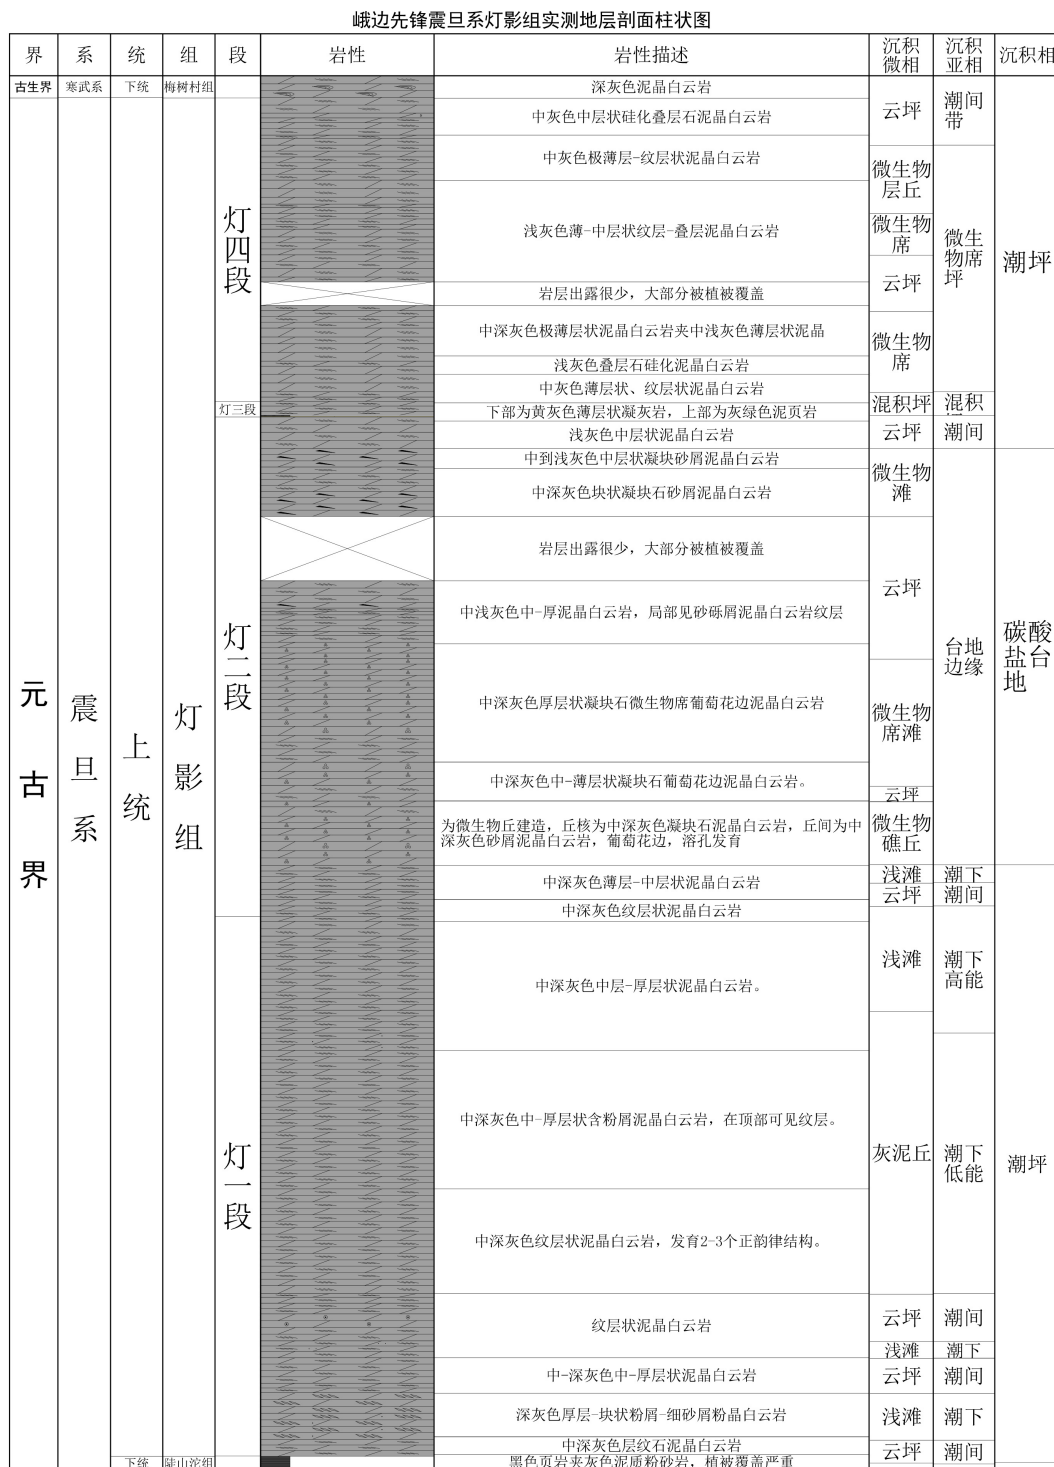 峨边先锋震旦系灯影组实测地层剖面柱状图
界
系
统
组
段
岩性
岩性描述
沉积
微相
沉积
亚相
沉积相
古生界
寒武系
下统
梅树村组
元
古
界
震
旦
系
上
统
灯
影
组
下统
陡山沱组
灯
四
段
灯三段
灯
二
段
灯
一
段
深灰色泥晶白云岩
中灰色中层状硅化叠层石泥晶白云岩
中灰色极薄层-纹层状泥晶白云岩
浅灰色薄-中层状纹层-叠层泥晶白云岩
岩层出露很少，大部分被植被覆盖
中深灰色极薄层状泥晶白云岩夹中浅灰色薄层状泥晶
浅灰色叠层石硅化泥晶白云岩
中灰色薄层状、纹层状泥晶白云岩
下部为黄灰色薄层状凝灰岩，上部为灰绿色泥页岩
浅灰色中层状泥晶白云岩
中到浅灰色中层状凝块砂屑泥晶白云岩
中深灰色块状凝块石砂屑泥晶白云岩
岩层出露很少，大部分被植被覆盖
中浅灰色中-厚泥晶白云岩，局部见砂砾屑泥晶白云岩纹层
中深灰色厚层状凝块石微生物席葡萄花边泥晶白云岩
中深灰色中-薄层状凝块石葡萄花边泥晶白云岩。
为微生物丘建造，丘核为中深灰色凝块石泥晶白云岩，丘间为中
深灰色砂屑泥晶白云岩，葡萄花边，溶孔发育
中深灰色薄层-中层状泥晶白云岩
中深灰色纹层状泥晶白云岩
中深灰色中层-厚层状泥晶白云岩。
中深灰色中-厚层状含粉屑泥晶白云岩，在顶部可见纹层。
中深灰色纹层状泥晶白云岩，发育2-3个正韵律结构。
纹层状泥晶白云岩
中-深灰色中-厚层状泥晶白云岩
深灰色厚层-块状粉屑-细砂屑粉晶白云岩
中深灰色层纹石泥晶白云岩
黑色页岩夹灰色泥质粉砂岩，植被覆盖严重
云坪
微生物
层丘
微生物
席
云坪
微生物
席
混积坪
云坪
微生物
滩
云坪
微生物
席滩
云坪
微生物
礁丘
浅滩
云坪
浅滩
灰泥丘
云坪
浅滩
云坪
浅滩
云坪
潮间
带
微生
物席
坪
混积
潮间
台地
边缘
潮下
潮间
潮下
高能
潮下
低能
潮间
潮下
潮间
潮下
潮间
潮坪
碳酸
盐台
地
潮坪